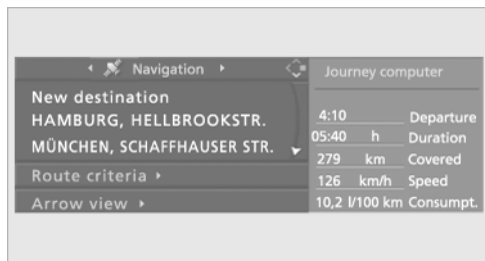 Navigation
New destination
HAMBURG, HELLBROOKSTR.
MÜNCHEN, SCHAFFHAUSER STR.
Route criteria
Arrow view
Journey computer
4:10 Departure
05:40 h Duration
279 km Covered
126 km/h Speed
10,2 l/100 km Consumpt.